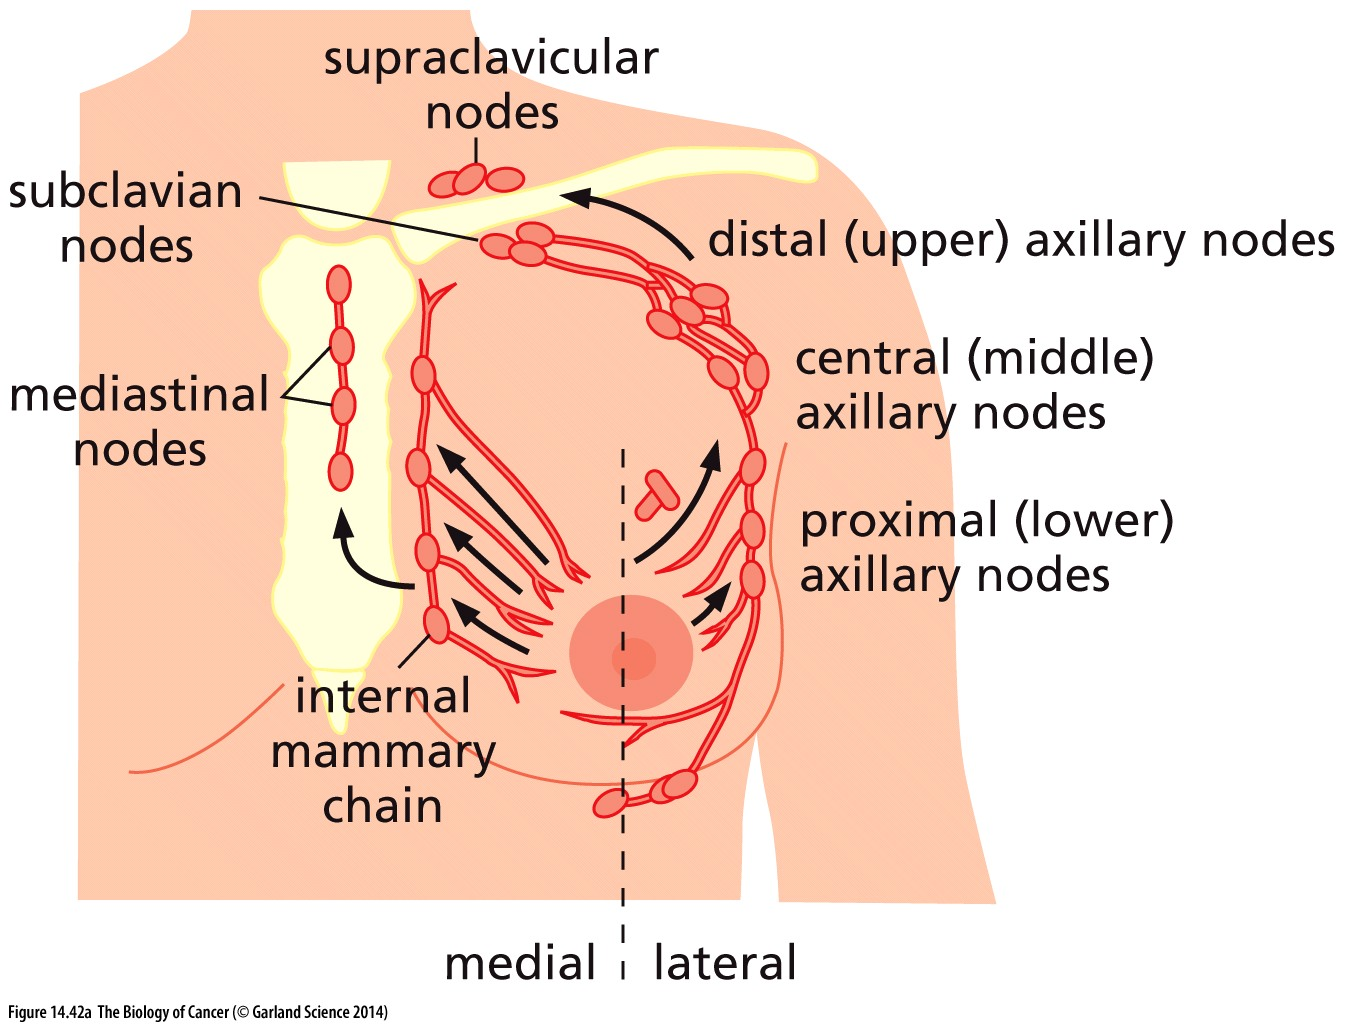 supraclavicular
nodes
subclavian
nodes
distal (upper) axillary nodes
central (middle)
axillary nodes
mediastinal
nodes
proximal (lower)
axillary nodes
internal
mammary
chain
medial
lateral
Figure 14.42a The Biology of Cancer (© Garland Science 2014)